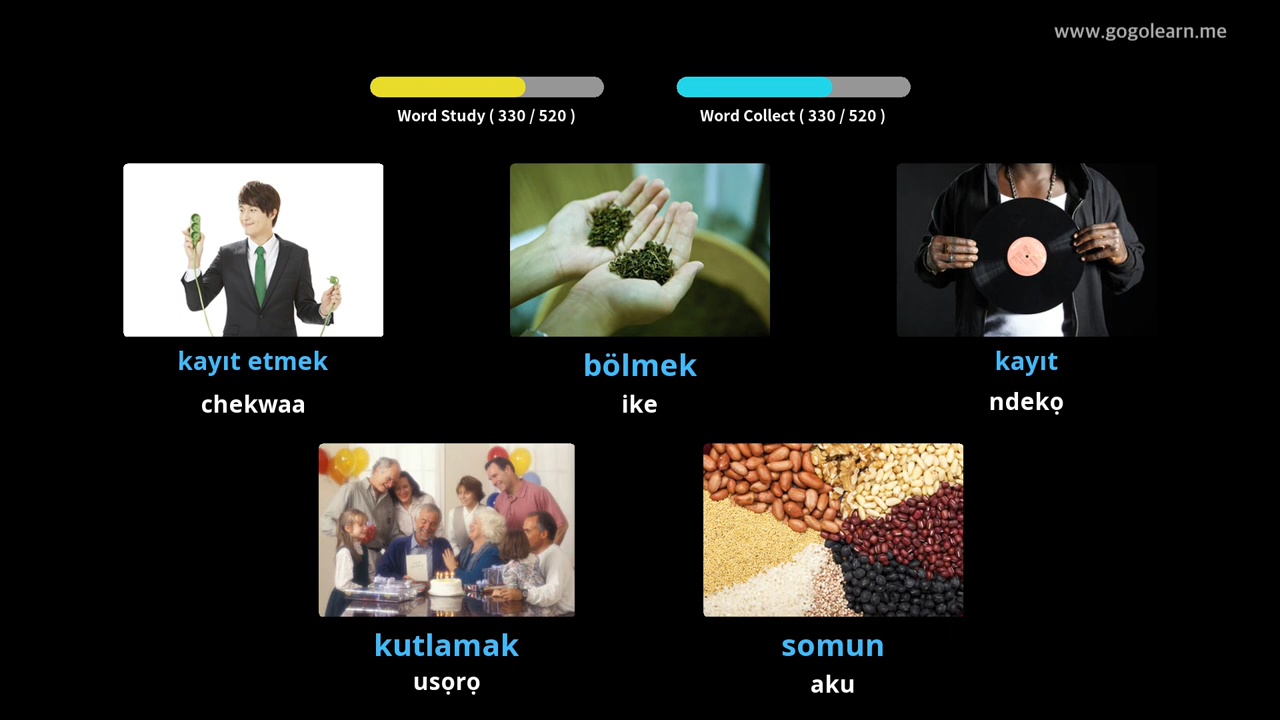 www.gogolearn.me
Word Study ( 330 / 520 )
Word Collect ( 330 / 520 )
kayıt etmek
chekwaa
bölmek
ike
kayıt
ndekọ
kutlamak
usọrọ
somun
aku